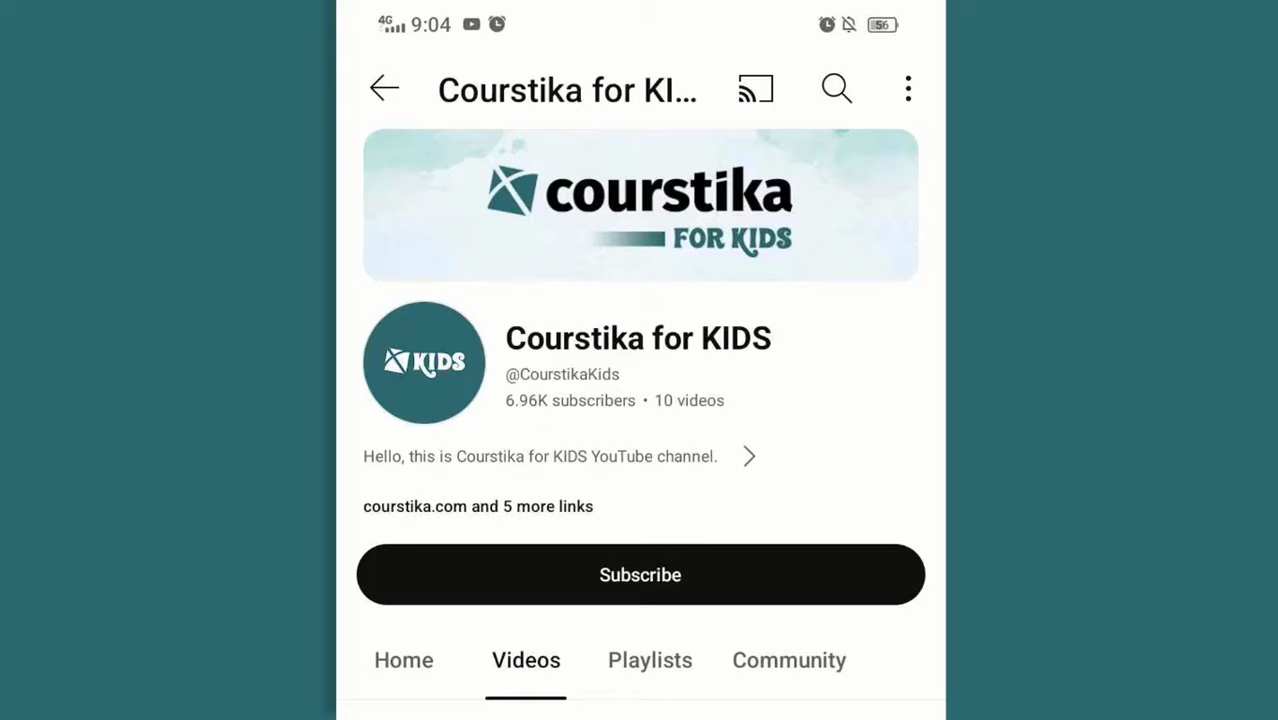 4G 9:04 56
Courstika for KI...
courstika
FOR KIDS
KIDS
Courstika for KIDS
@CourstikaKids
6.96K subscribers • 10 videos
Hello, this is Courstika for KIDS YouTube channel.
courstika.com and 5 more links
Subscribe
Home Videos Playlists Community